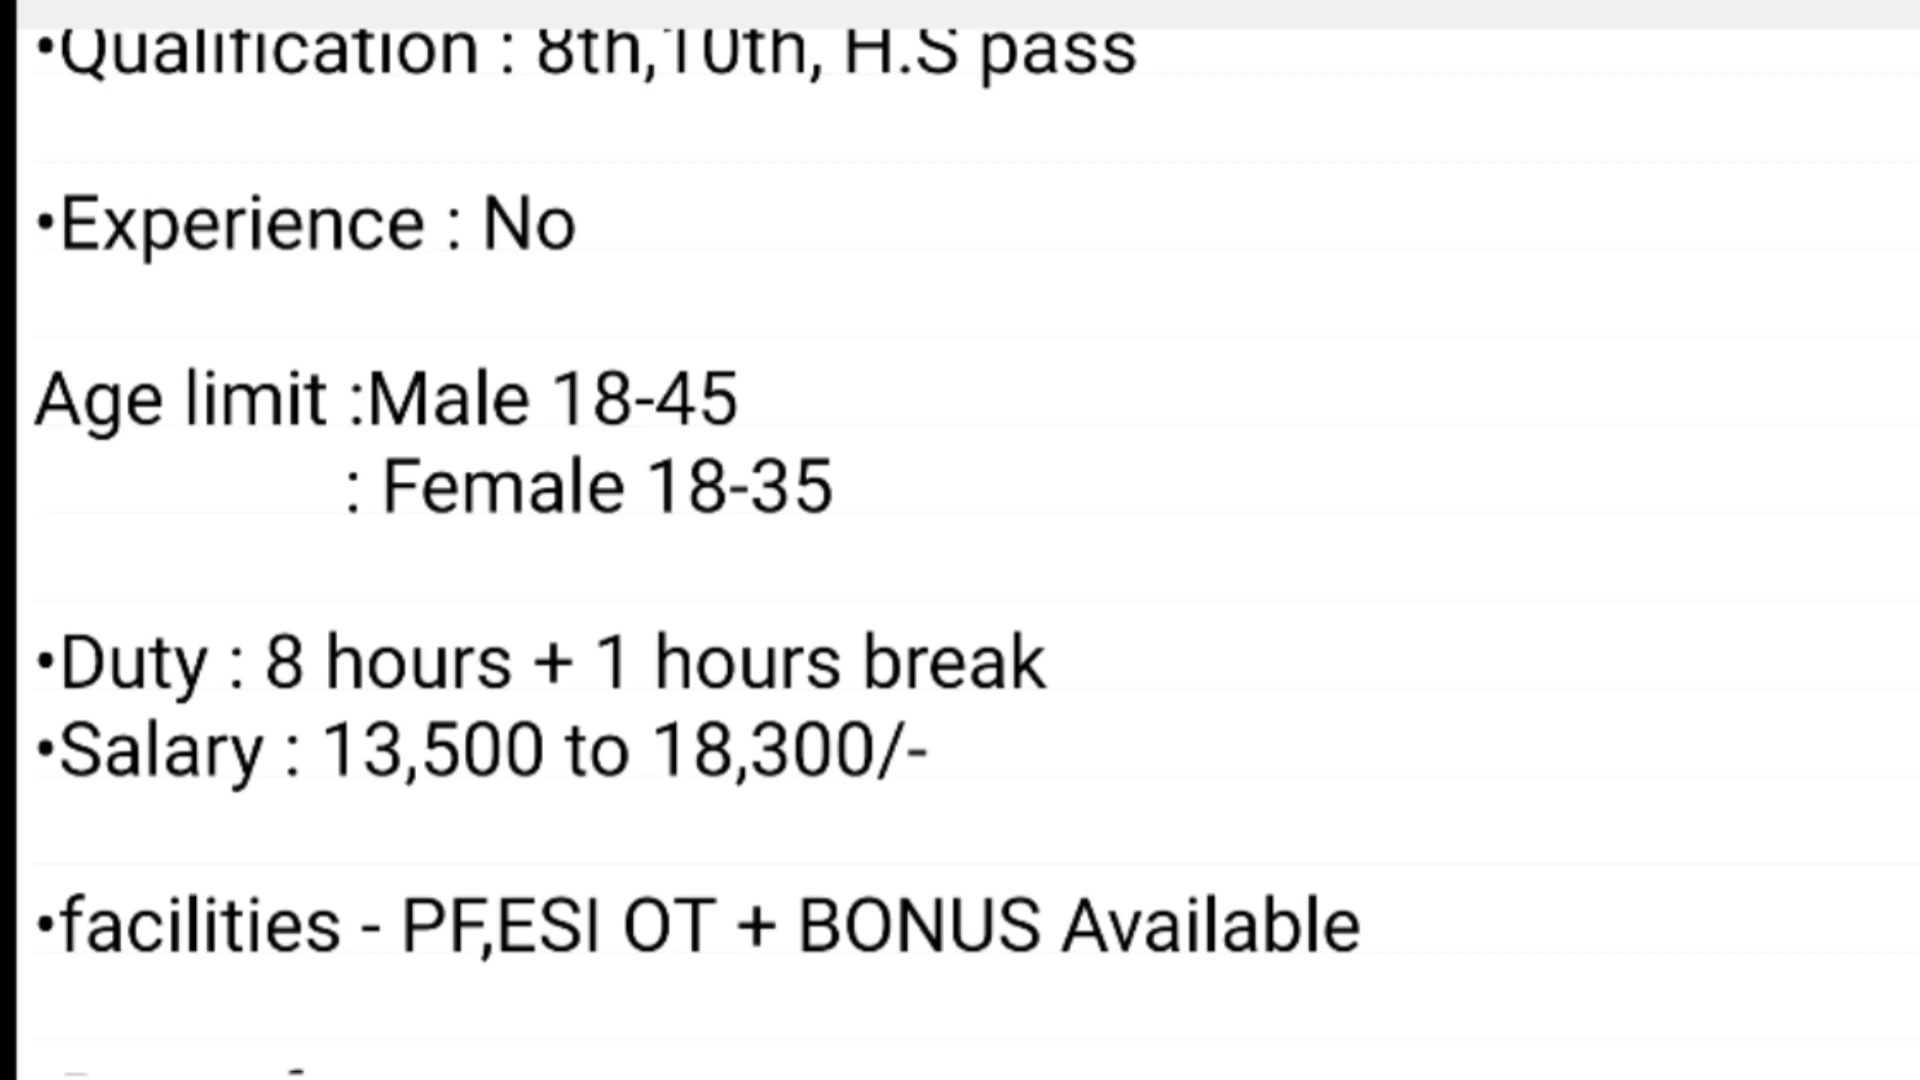 •Qualification : 8th,10th, H.S pass
•Experience : No
Age limit :Male 18-45
: Female 18-35
•Duty : 8 hours + 1 hours break
•Salary : 13,500 to 18,300/-
•facilities - PF,ESI OT + BONUS Available